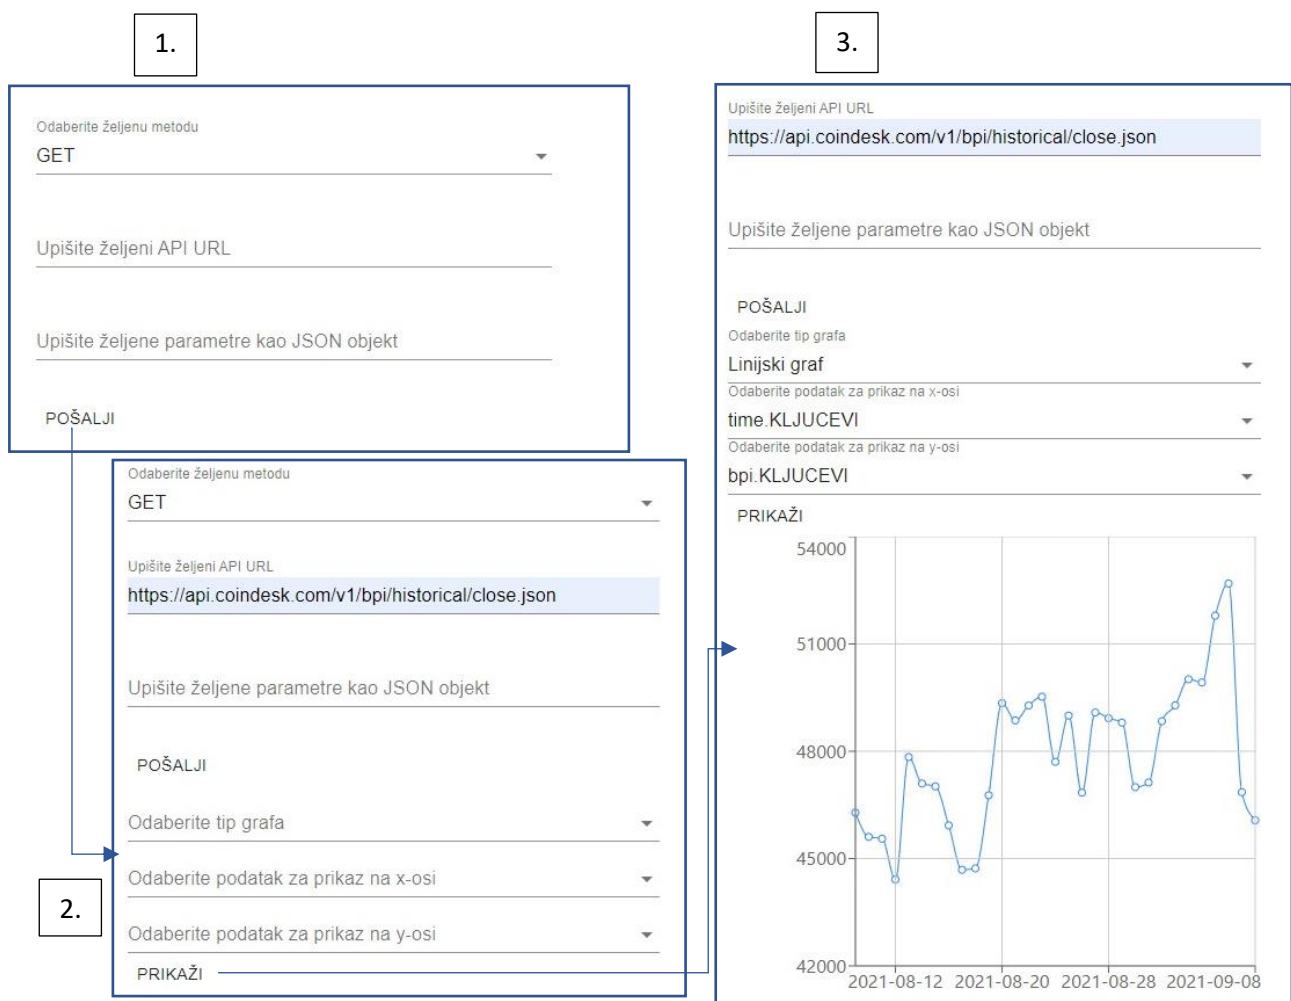 1.
Odaberite željenu metodu
GET
Upišite željeni API URL
Upišite željene parametre kao JSON objekt
POŠALJI
2.
Odaberite željenu metodu
GET
Upišite željeni API URL
https://api.coindesk.com/v1/bpi/historical/close.json
Upišite željene parametre kao JSON objekt
POŠALJI
Odaberite tip grafa
Odaberite podatak za prikaz na x-osi
Odaberite podatak za prikaz na y-osi
PRIKAŽI
3.
Upišite željeni API URL
https://api.coindesk.com/v1/bpi/historical/close.json
Upišite željene parametre kao JSON objekt
POŠALJI
Odaberite tip grafa
Linijski graf
Odaberite podatak za prikaz na x-osi
time.KLJUCEVI
Odaberite podatak za prikaz na y-osi
bpi.KLJUCEVI
PRIKAŽI
54000
51000
48000
45000
42000
2021-08-12 2021-08-20 2021-08-28 2021-09-08